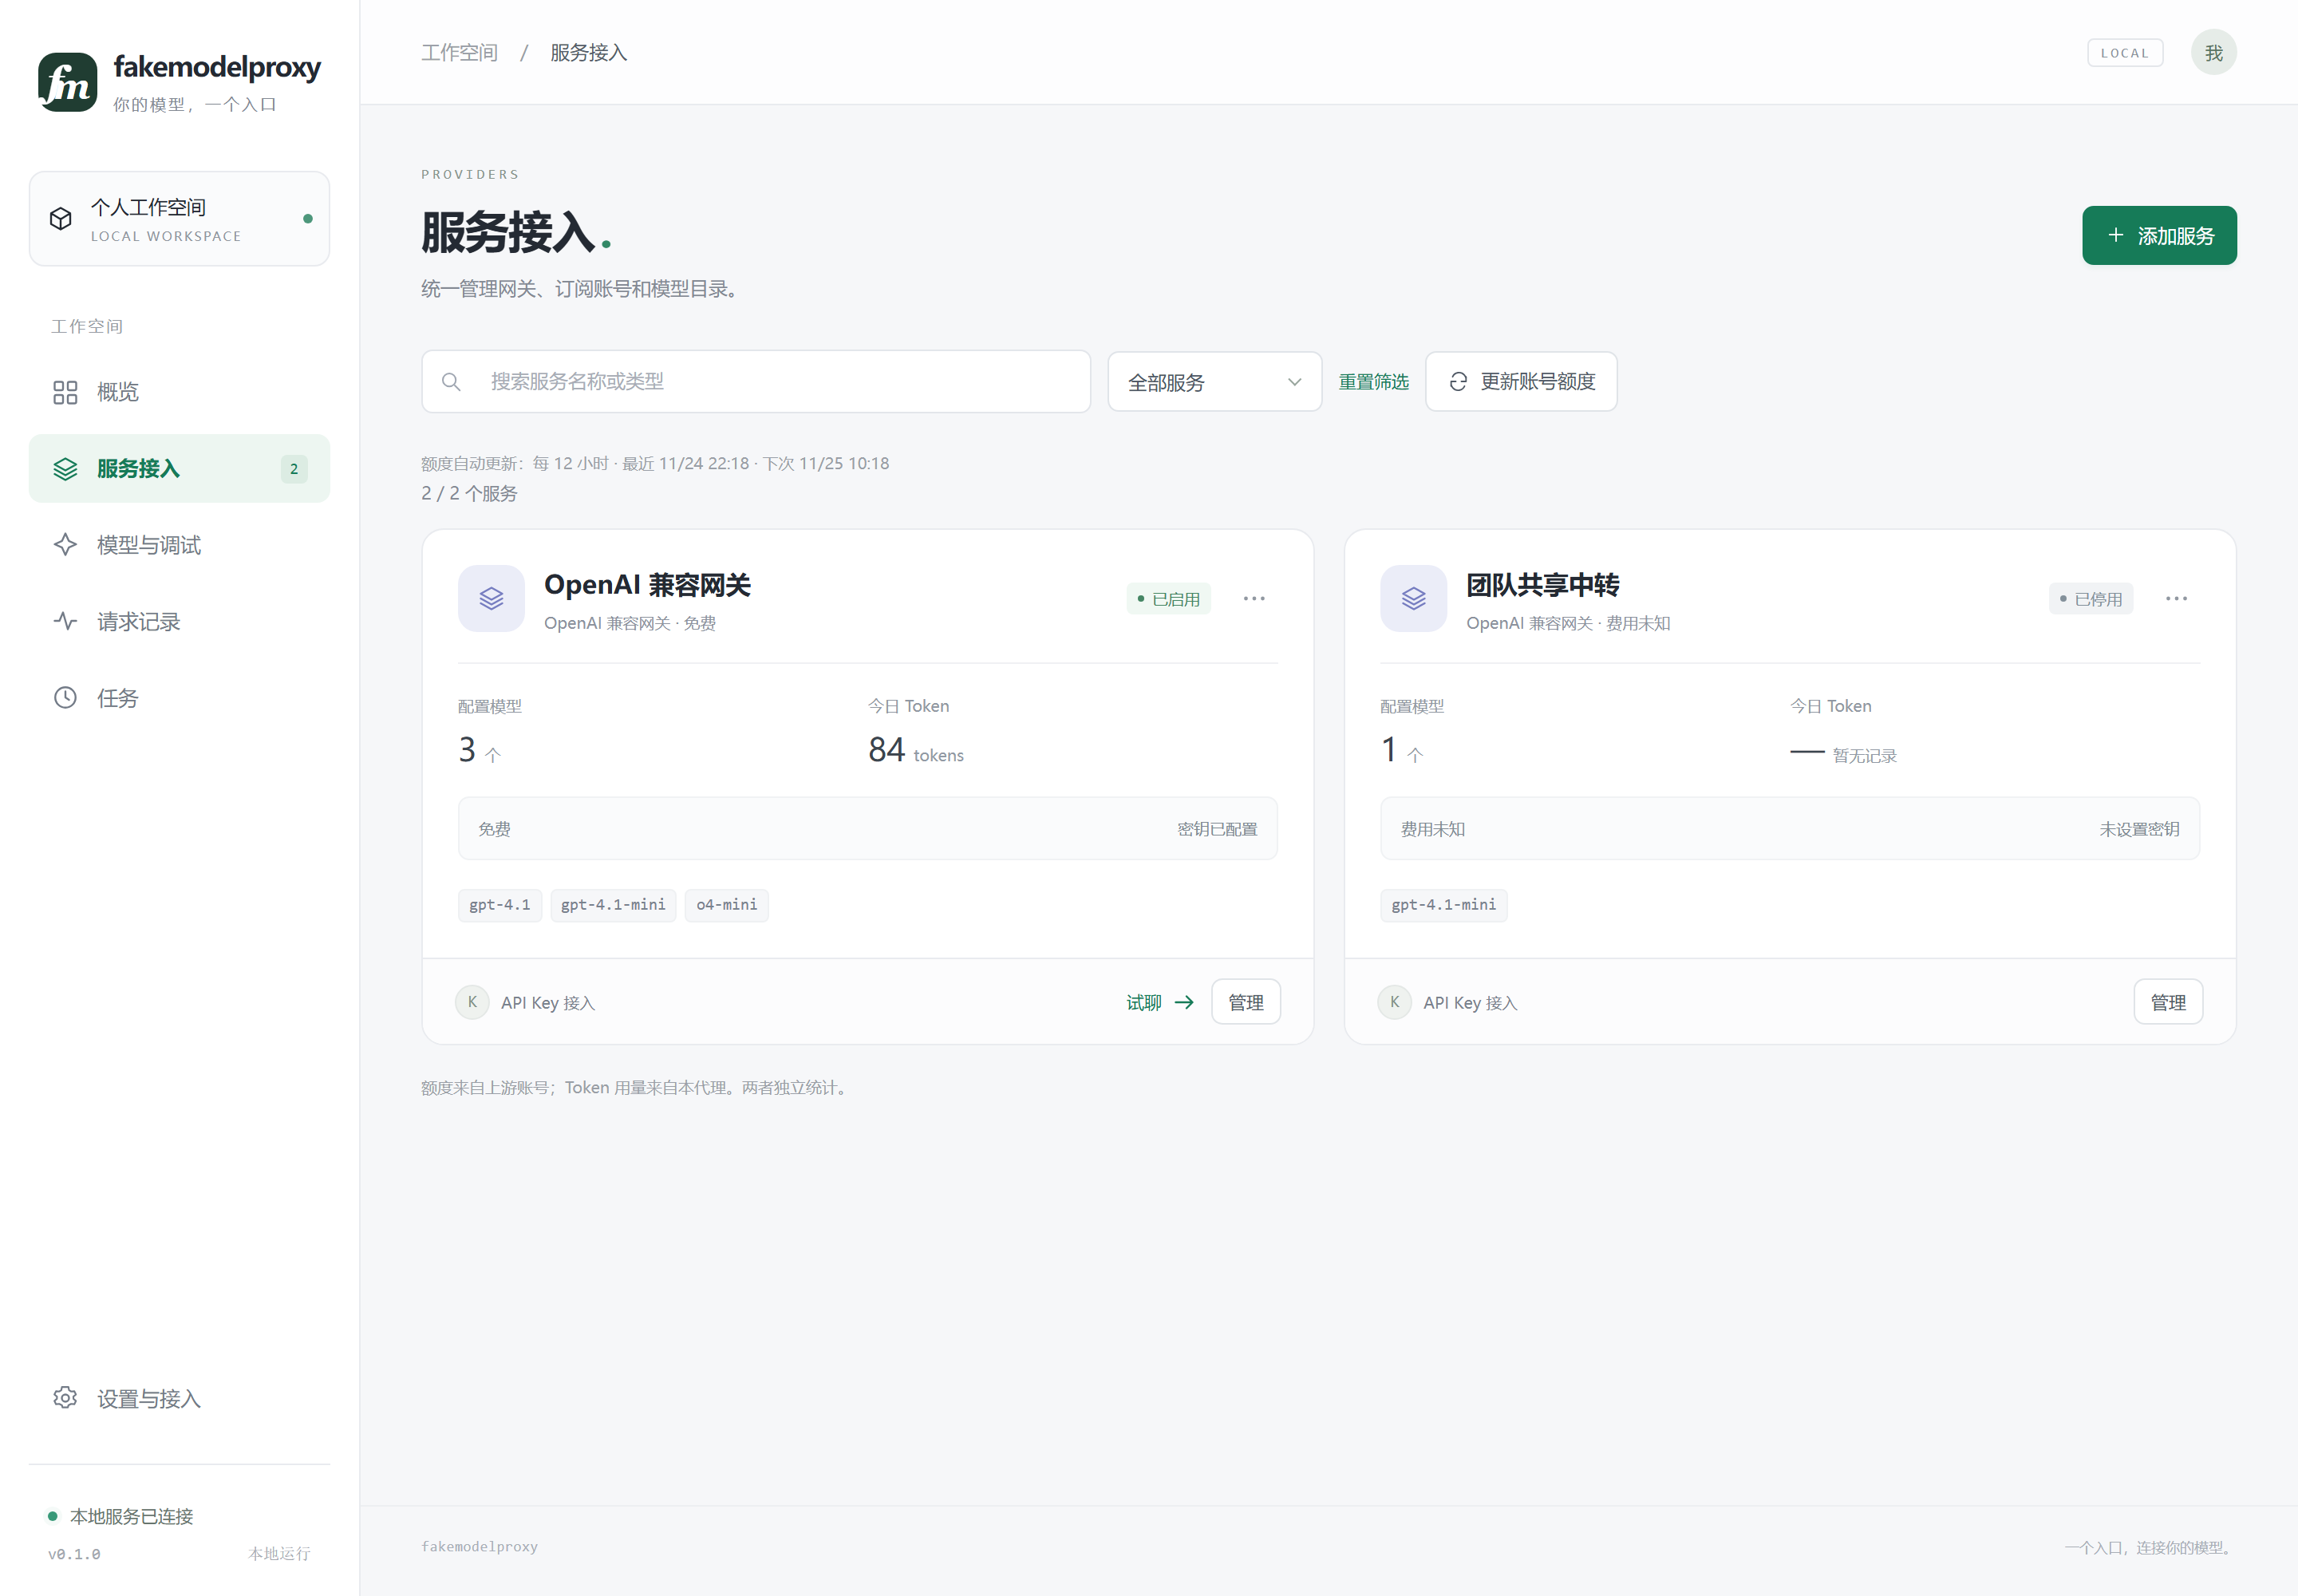 fm
fakemodelproxy
你的模型，一个入口
个人工作空间
LOCAL WORKSPACE
工作空间
概览
服务接入 2
模型与调试
请求记录
任务
设置与接入
本地服务已连接
v0.1.0 本地运行
工作空间 / 服务接入
LOCAL 我
PROVIDERS
服务接入.
统一管理网关、订阅账号和模型目录。
+ 添加服务
搜索服务名称或类型 全部服务 重置筛选 更新账号额度
额度自动更新：每 12 小时 · 最近 11/24 22:18 · 下次 11/25 10:18
2 / 2 个服务
OpenAI 兼容网关
OpenAI 兼容网关 · 免费
已启用 ···
配置模型 今日 Token
3 个 84 tokens
免费 密钥已配置
gpt-4.1 gpt-4.1-mini o4-mini
K API Key 接入 试聊 → 管理
团队共享中转
OpenAI 兼容网关 · 费用未知
已停用 ···
配置模型 今日 Token
1 个 — 暂无记录
费用未知 未设置密钥
gpt-4.1-mini
K API Key 接入 管理
额度来自上游账号；Token 用量来自本代理。两者独立统计。
fakemodelproxy 一个入口，连接你的模型。